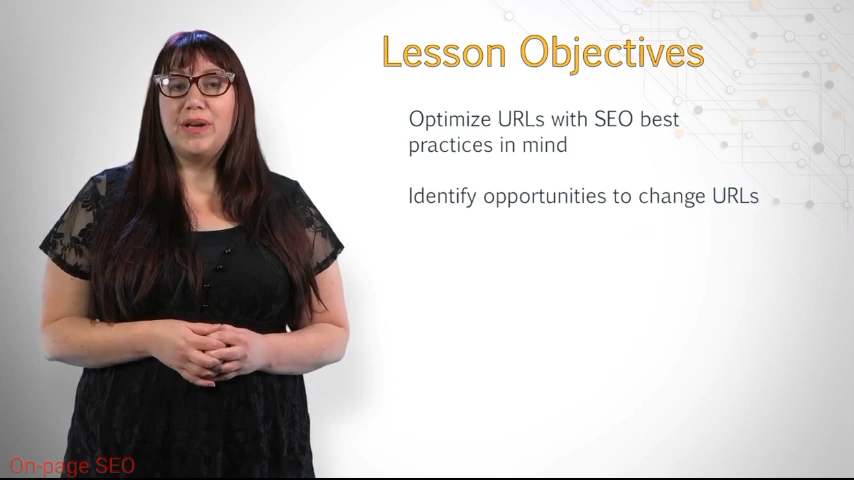 Lesson Objectives
Optimize URLs with SEO best
practices in mind
Identify opportunities to change URLs
On-page SEO